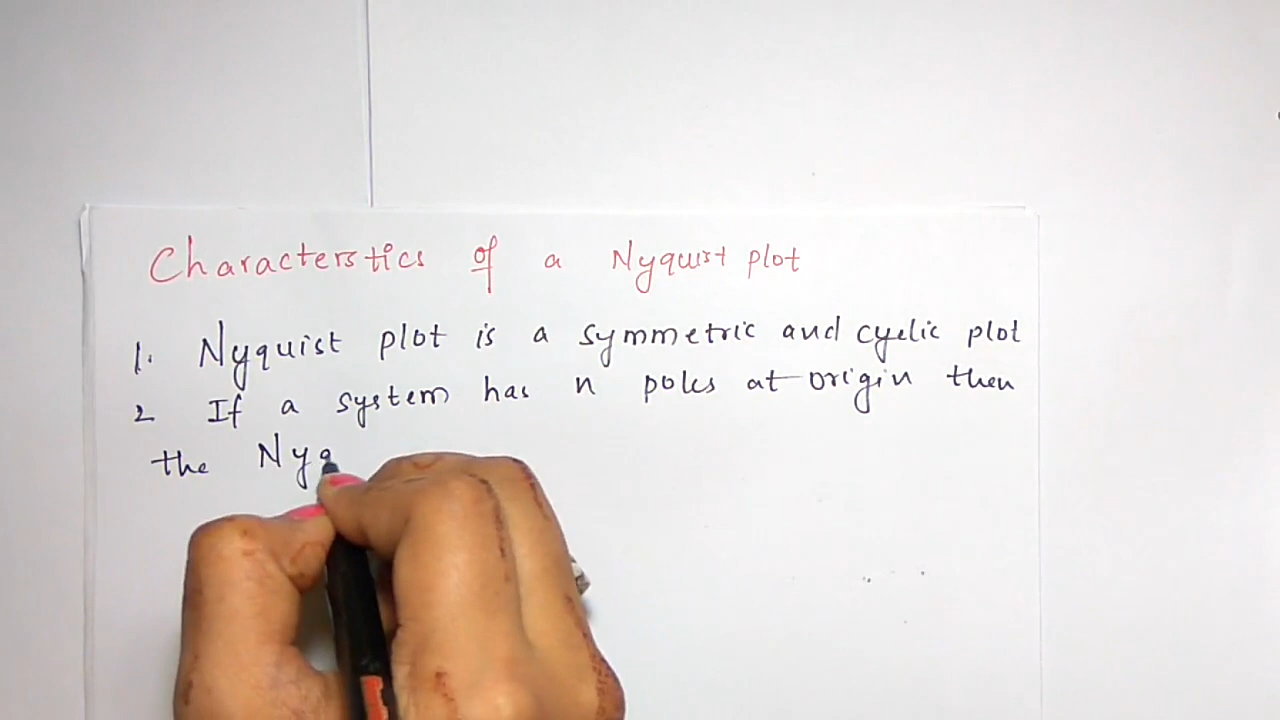 Characterstics of a Nyquist plot
1. Nyquist plot is a symmetric and cyclic plot
2 If a system has n poles at origin then
the Nyq